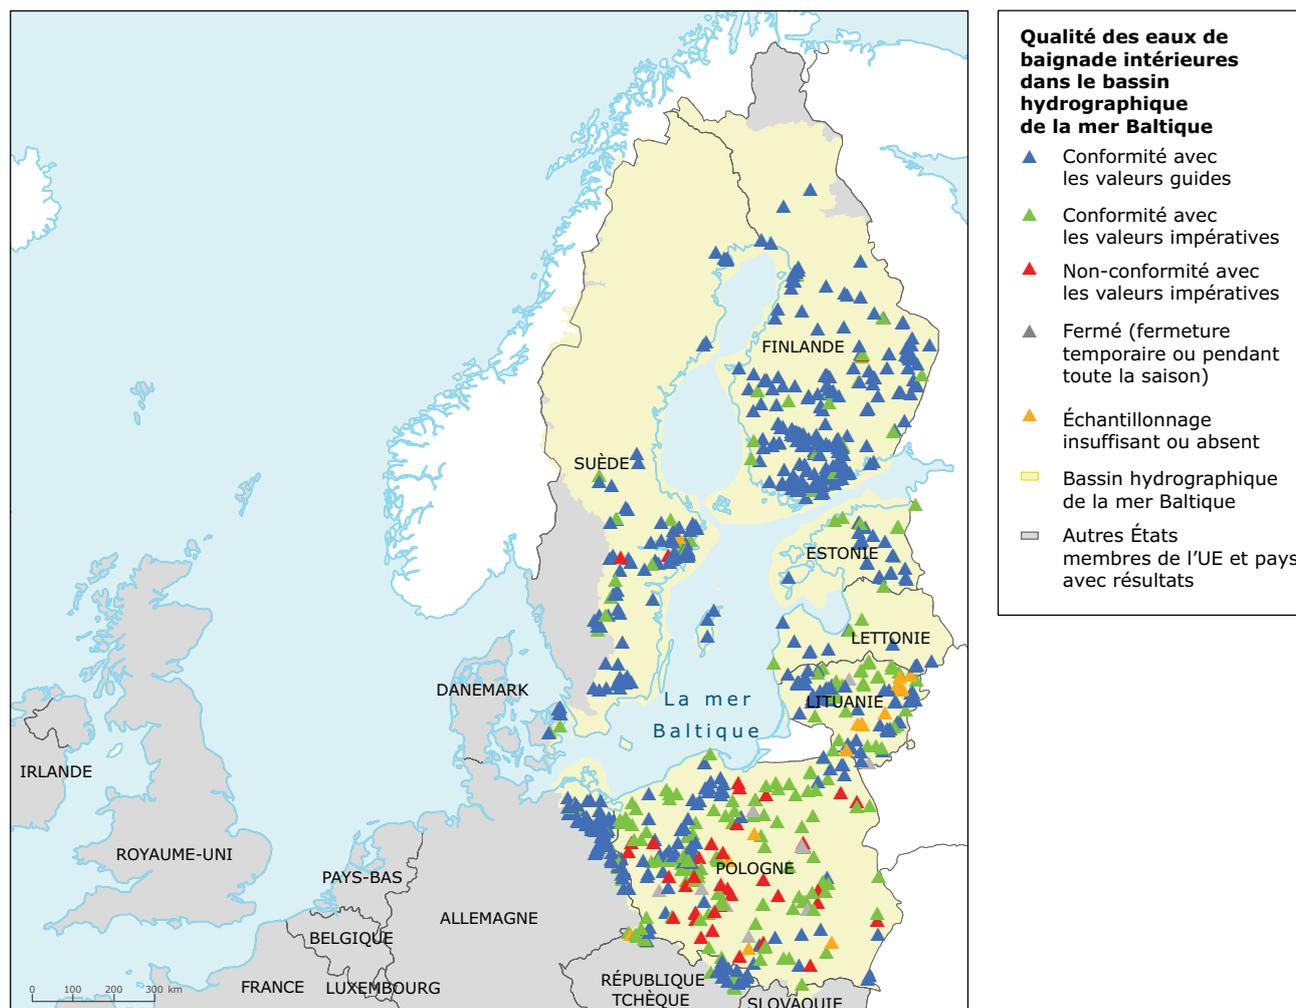 Qualité des eaux de
baignade intérieures
dans le bassin
hydrographique
de la mer Baltique
Conformité avec
les valeurs guides
Conformité avec
les valeurs impératives
Non-conformité avec
les valeurs impératives
Fermé (fermeture
temporaire ou pendant
toute la saison)
Échantillonnage
insuffisant ou absent
Bassin hydrographique
de la mer Baltique
Autres États
membres de l'UE et pays
avec résultats
FINLANDE
SUÈDE
ESTONIE
LETTONIE
DANEMARK
La mer
Baltique
LITUANIE
IRLANDE
ROYAUME-UNI
PAYS-BAS
POLOGNE
ALLEMAGNE
BELGIQUE
FRANCE
LUXEMBOURG
RÉPUBLIQUE
TCHÈQUE
SLOVAQUIE
0 100 200 300 km